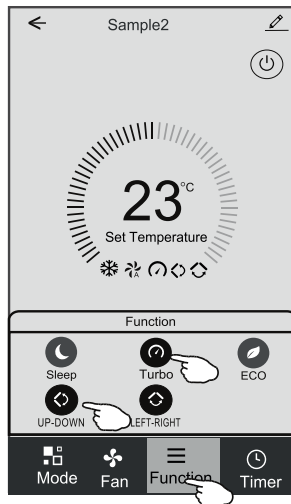 Sample2
23°C
Set Temperature
A
Function
Sleep
Turbo
ECO
UP-DOWN
LEFT-RIGHT
Mode
Fan
Function
Timer